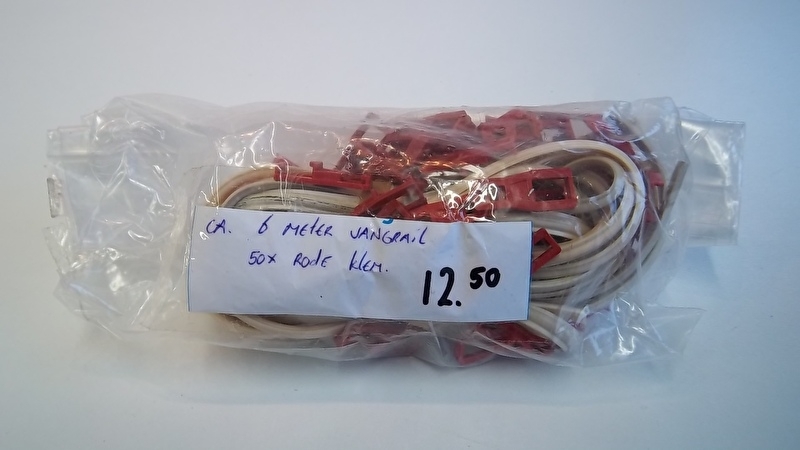 CA. 6 METER VANGRAIL
50x RODE KLEM.
12.50